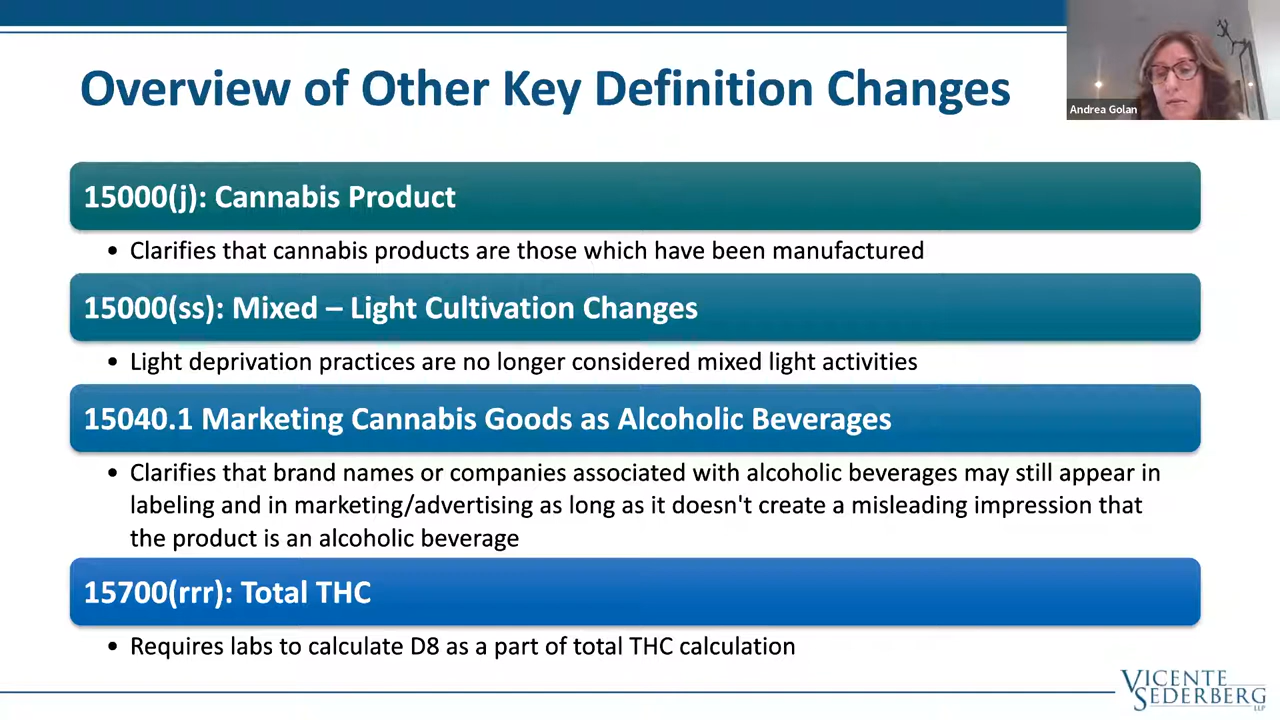 Overview of Other Key Definition Changes
Andrea Golan
15000(j): Cannabis Product
• Clarifies that cannabis products are those which have been manufactured
15000(ss): Mixed – Light Cultivation Changes
• Light deprivation practices are no longer considered mixed light activities
15040.1 Marketing Cannabis Goods as Alcoholic Beverages
• Clarifies that brand names or companies associated with alcoholic beverages may still appear in
labeling and in marketing/advertising as long as it doesn't create a misleading impression that
the product is an alcoholic beverage
15700(rrr): Total THC
• Requires labs to calculate D8 as a part of total THC calculation
VICENTE
SEDERBERG
LLP